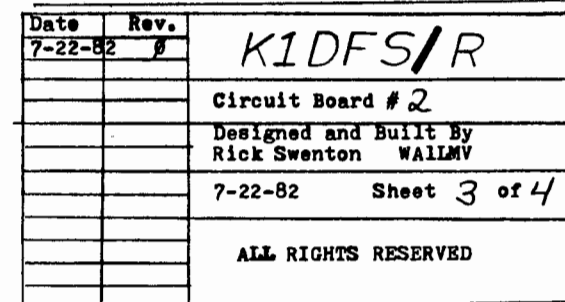 Date Rev.
7-22-82 Ø
K1DFS/R
Circuit Board # 2
Designed and Built By
Rick Swenton WA1LMV
7-22-82 Sheet 3 of 4
ALL RIGHTS RESERVED